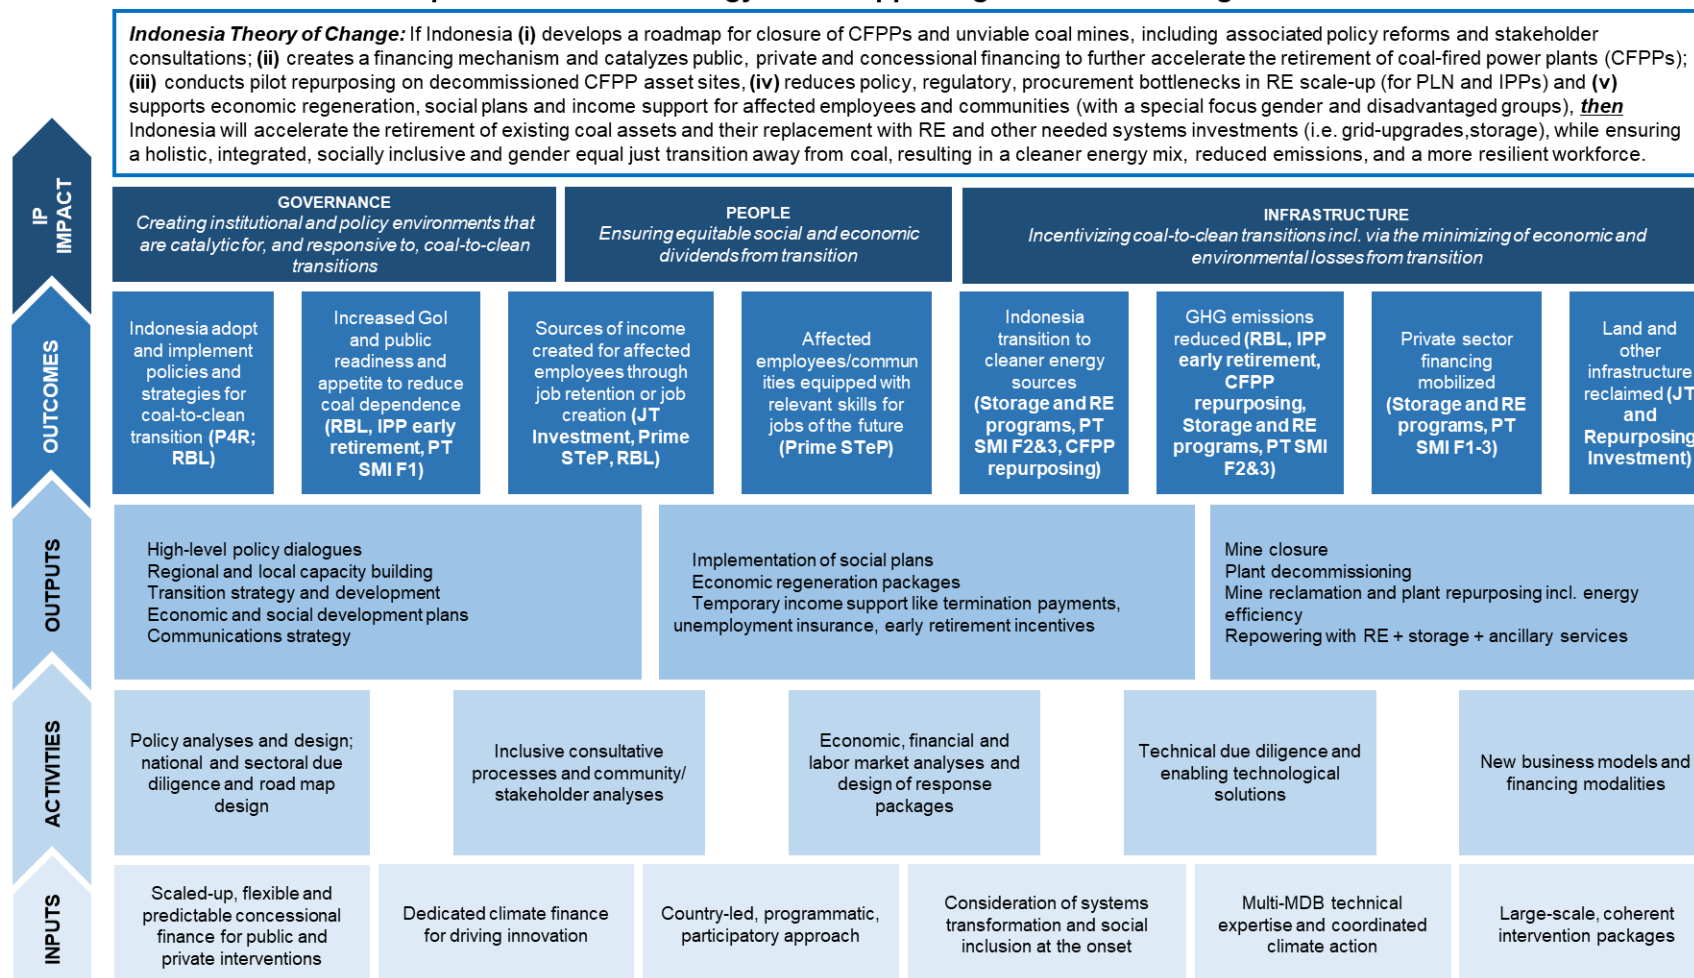 Indonesia Theory of Change: If Indonesia (i) develops a roadmap for closure of CFPPs and unviable coal mines, including associated policy reforms and stakeholder
consultations; (ii) creates a financing mechanism and catalyzes public, private and concessional financing to further accelerate the retirement of coal-fired power plants (CFPPs);
(iii) conducts pilot repurposing on decommissioned CFPP asset sites, (iv) reduces policy, regulatory, procurement bottlenecks in RE scale-up (for PLN and IPPs) and (v)
supports economic regeneration, social plans and income support for affected employees and communities (with a special focus gender and disadvantaged groups), then
Indonesia will accelerate the retirement of existing coal assets and their replacement with RE and other needed systems investments (i.e. grid-upgrades,storage), while ensuring
a holistic, integrated, socially inclusive and gender equal just transition away from coal, resulting in a cleaner energy mix, reduced emissions, and a more resilient workforce.
IP
IMPACT
GOVERNANCE
Creating institutional and policy environments that
are catalytic for, and responsive to, coal-to-clean
transitions
PEOPLE
Ensuring equitable social and economic
dividends from transition
INFRASTRUCTURE
Incentivizing coal-to-clean transitions incl. via the minimizing of economic and
environmental losses from transition
OUTCOMES
Indonesia adopt
and implement
policies and
strategies for
coal-to-clean
transition (P4R;
RBL)
Increased GoI
and public
readiness and
appetite to reduce
coal dependence
(RBL, IPP early
retirement, PT
SMI F1)
Sources of income
created for affected
employees through
job retention or job
creation (JT
Investment, Prime
STeP, RBL)
Affected
employees/commun
ities equipped with
relevant skills for
jobs of the future
(Prime STeP)
Indonesia
transition to
cleaner energy
sources
(Storage and RE
programs, PT
SMI F2&3, CFPP
repurposing)
GHG emissions
reduced (RBL, IPP
early retirement,
CFPP
repurposing,
Storage and RE
programs, PT SMI
F2&3)
Private sector
financing
mobilized
(Storage and RE
programs, PT
SMI F1-3)
Land and
other
infrastructure
reclaimed (JT
and
Repurposing
Investment)
OUTPUTS
High-level policy dialogues
Regional and local capacity building
Transition strategy and development
Economic and social development plans
Communications strategy
Implementation of social plans
Economic regeneration packages
Temporary income support like termination payments,
unemployment insurance, early retirement incentives
Mine closure
Plant decommissioning
Mine reclamation and plant repurposing incl. energy
efficiency
Repowering with RE + storage + ancillary services
ACTIVITIES
Policy analyses and design;
national and sectoral due
diligence and road map
design
Inclusive consultative
processes and community/
stakeholder analyses
Economic, financial and
labor market analyses and
design of response
packages
Technical due diligence and
enabling technological
solutions
New business models and
financing modalities
INPUTS
Scaled-up, flexible and
predictable concessional
finance for public and
private interventions
Dedicated climate finance
for driving innovation
Country-led, programmatic,
participatory approach
Consideration of systems
transformation and social
inclusion at the onset
Multi-MDB technical
expertise and coordinated
climate action
Large-scale, coherent
intervention packages